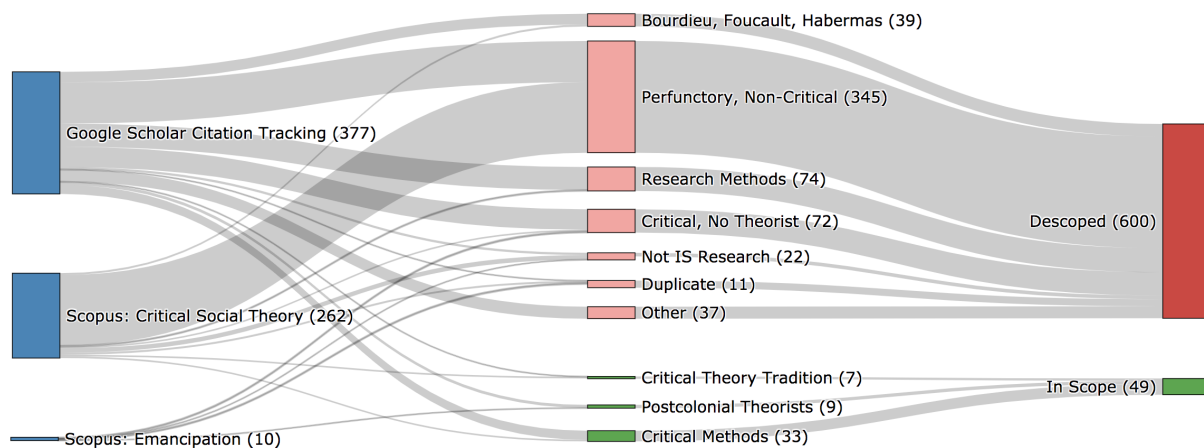 Google Scholar Citation Tracking (377)
Scopus: Critical Social Theory (262)
Scopus: Emancipation (10)
Bourdieu, Foucault, Habermas (39)
Perfunctory, Non-Critical (345)
Research Methods (74)
Critical, No Theorist (72)
Not IS Research (22)
Duplicate (11)
Other (37)
Critical Theory Tradition (7)
Postcolonial Theorists (9)
Critical Methods (33)
Descoped (600)
In Scope (49)